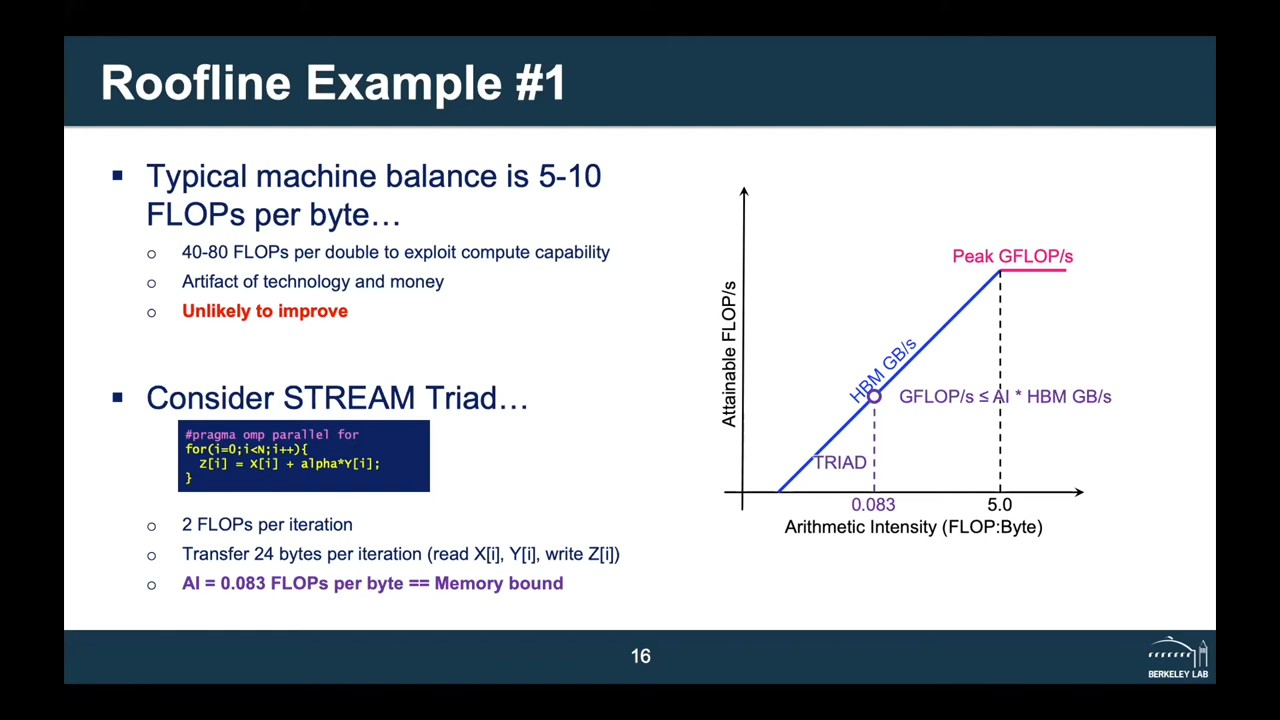 Roofline Example #1
▪ Typical machine balance is 5-10
FLOPs per byte…
○ 40-80 FLOPs per double to exploit compute capability
○ Artifact of technology and money
○ Unlikely to improve
▪ Consider STREAM Triad…
#pragma omp parallel for
for(i=0;i<N;i++){
Z[i] = X[i] + alpha*Y[i];
}
○ 2 FLOPs per iteration
○ Transfer 24 bytes per iteration (read X[i], Y[i], write Z[i])
○ AI = 0.083 FLOPs per byte == Memory bound
Peak GFLOP/s
Attainable FLOP/s
HBM GB/s
GFLOP/s ≤ AI * HBM GB/s
TRIAD
0.083
5.0
Arithmetic Intensity (FLOP:Byte)
16
BERKELEY LAB